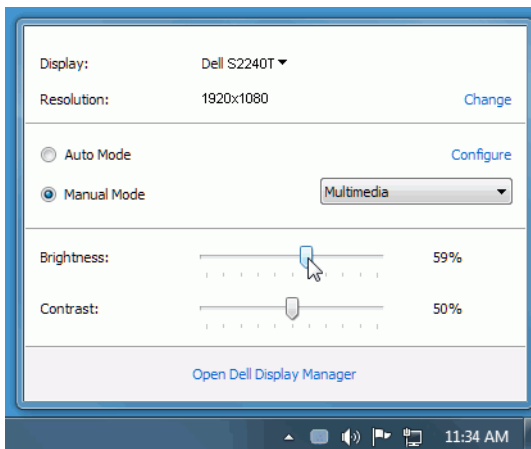 Display: Dell S2240T
Resolution: 1920x1080 Change
Auto Mode Configure
Manual Mode Multimedia
Brightness: 59%
Contrast: 50%
Open Dell Display Manager
11:34 AM